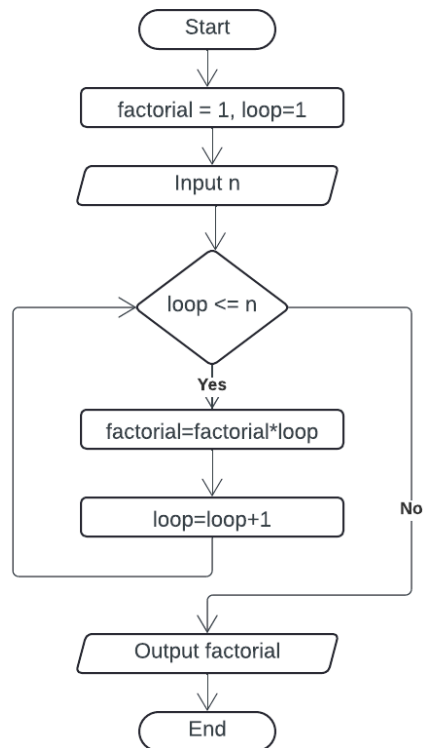 Start
factorial = 1, loop=1
Input n
loop <= n
Yes
factorial=factorial*loop
loop=loop+1
No
Output factorial
End